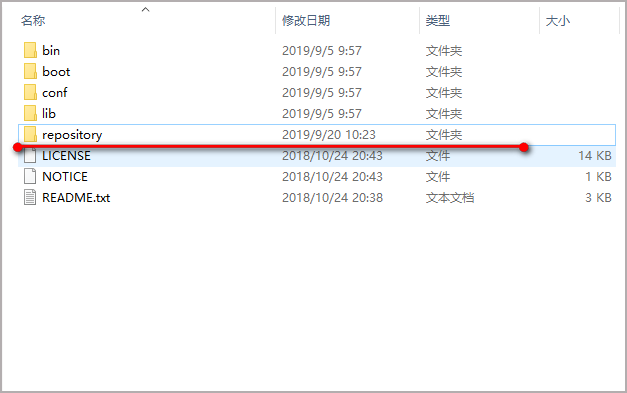 名称 修改日期 类型 大小
bin 2019/9/5 9:57 文件夹
boot 2019/9/5 9:57 文件夹
conf 2019/9/5 9:57 文件夹
lib 2019/9/5 9:57 文件夹
repository 2019/9/20 10:23 文件夹
LICENSE 2018/10/24 20:43 文件 14 KB
NOTICE 2018/10/24 20:43 文件 1 KB
README.txt 2018/10/24 20:38 文本文档 3 KB